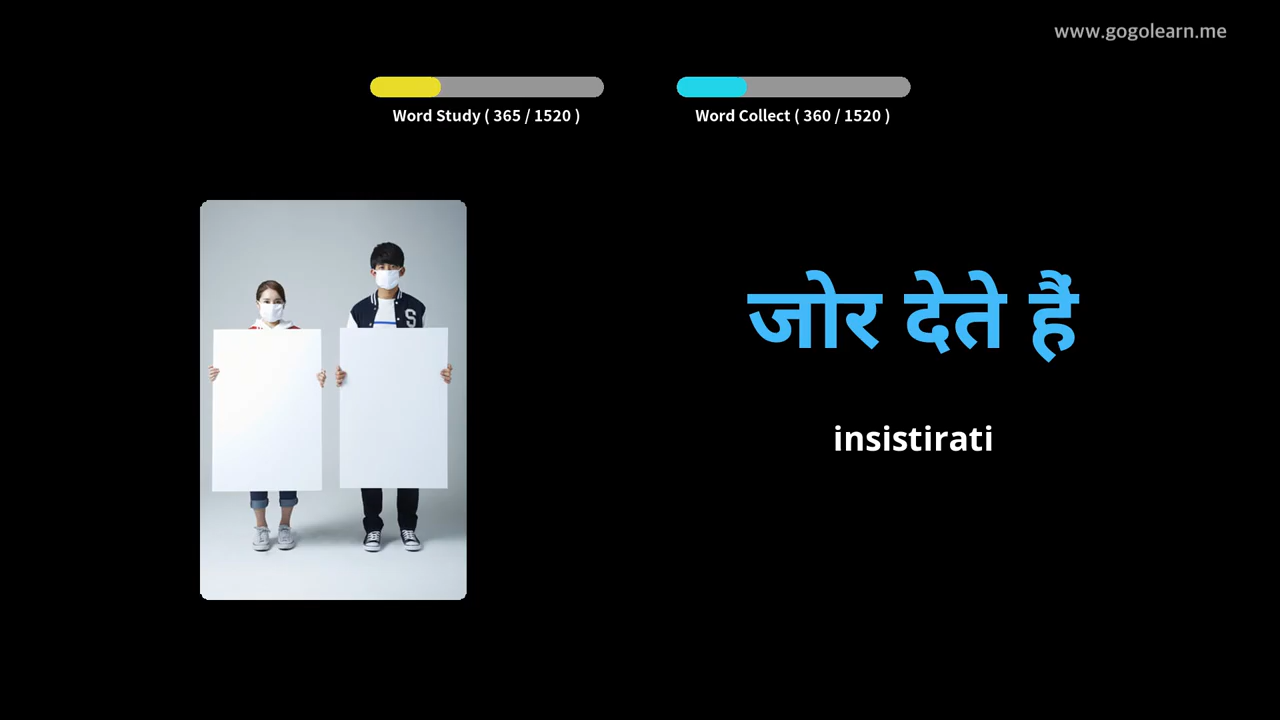 www.gogolearn.me
Word Study ( 365 / 1520 )
Word Collect ( 360 / 1520 )
S
जोर देते हैं
insistirati